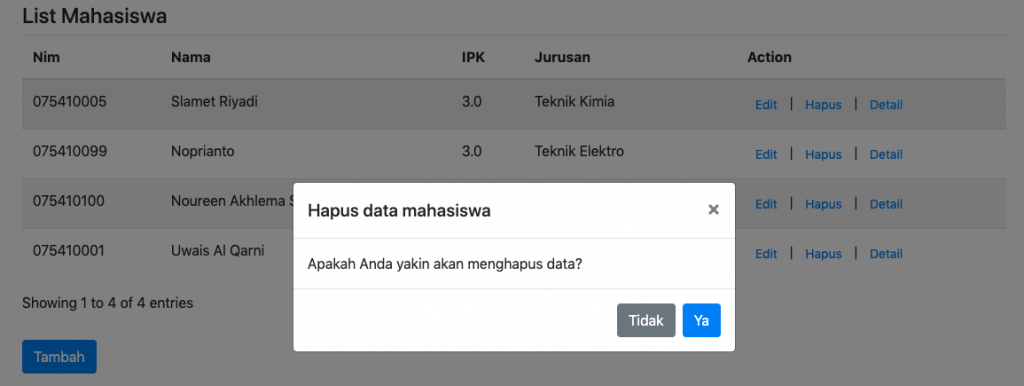 List Mahasiswa
Nim Nama IPK Jurusan Action
075410005 Slamet Riyadi 3.0 Teknik Kimia Edit | Hapus | Detail
075410099 Noprianto 3.0 Teknik Elektro Edit | Hapus | Detail
075410100 Noureen Akhlema Edit | Hapus | Detail
075410001 Uwais Al Qarni Edit | Hapus | Detail
Showing 1 to 4 of 4 entries
Tambah
Hapus data mahasiswa ×
Apakah Anda yakin akan menghapus data?
Tidak Ya